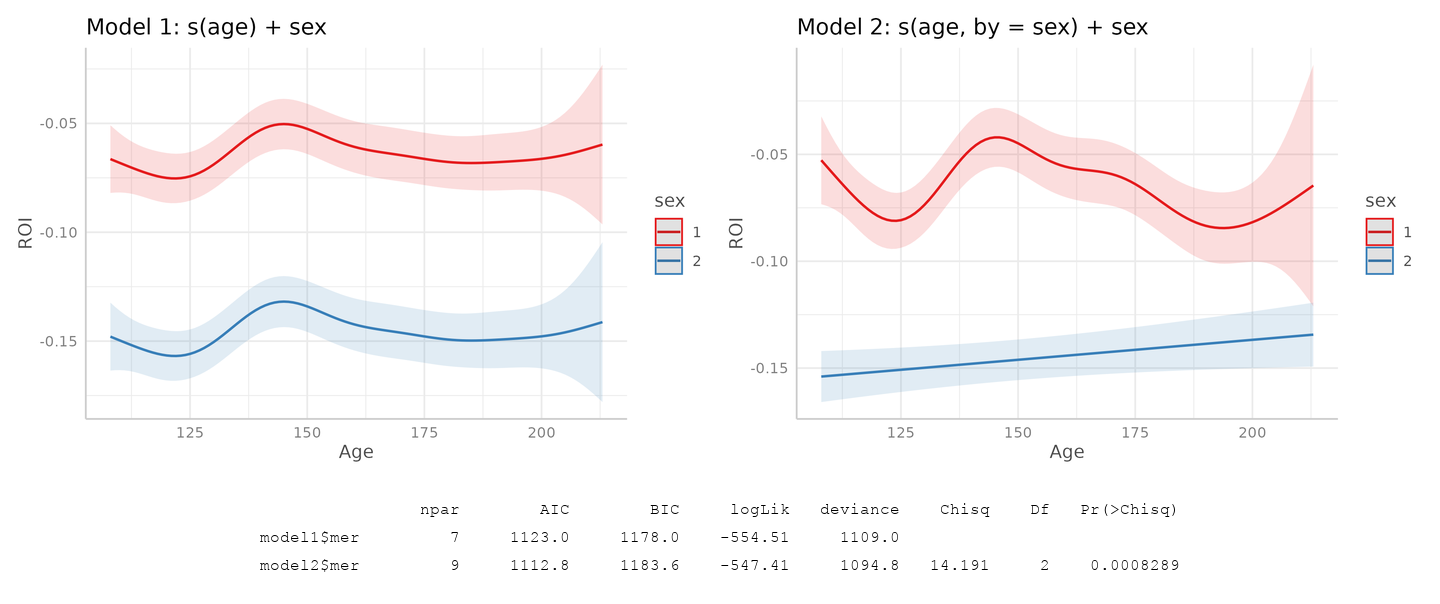 Model 1: s(age) + sex
-0.05
-0.10
-0.15
ROI
125 150 175 200
Age
sex
1
2
Model 2: s(age, by = sex) + sex
-0.05
-0.10
-0.15
ROI
125 150 175 200
Age
sex
1
2
npar AIC BIC logLik deviance Chisq Df Pr(>Chisq)
model1$mer 7 1123.0 1178.0 -554.51 1109.0
model2$mer 9 1112.8 1183.6 -547.41 1094.8 14.191 2 0.0008289